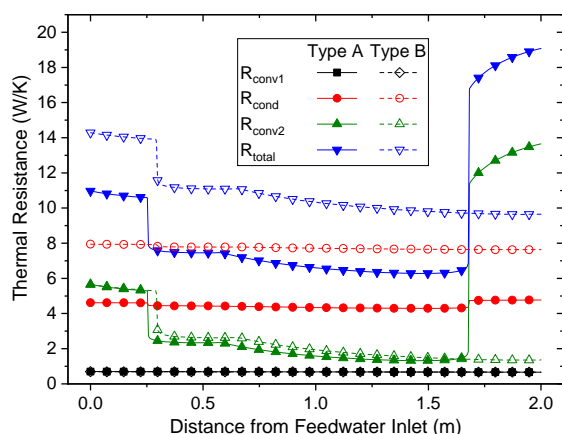 Type A Type B
R_conv1
R_cond
R_conv2
R_total
Thermal Resistance (W/K)
20
18
16
14
12
10
8
6
4
2
0
0.0 0.5 1.0 1.5 2.0
Distance from Feedwater Inlet (m)